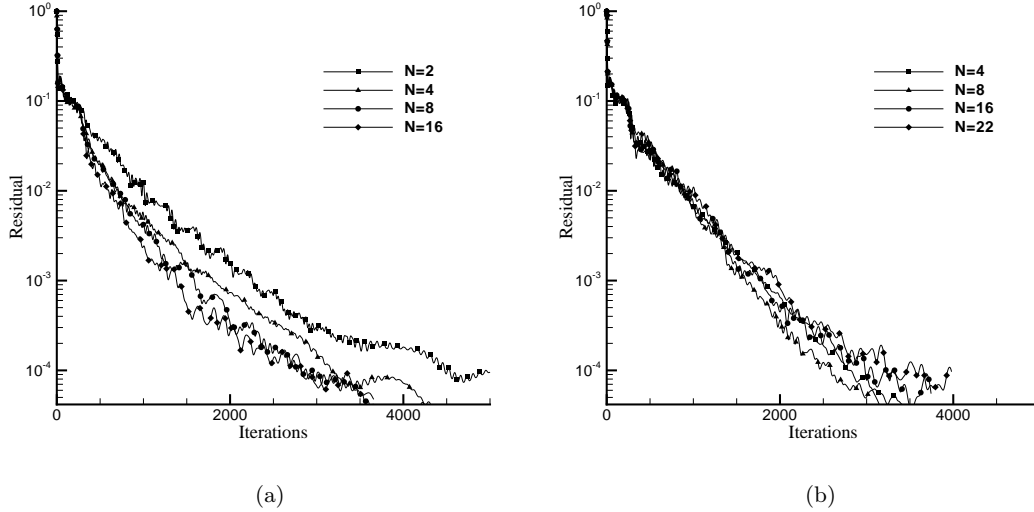 10^0
10^-1
10^-2
10^-3
10^-4
Residual
0
2000
4000
Iterations
N=2
N=4
N=8
N=16
(a)
10^0
10^-1
10^-2
10^-3
10^-4
Residual
0
2000
4000
Iterations
N=4
N=8
N=16
N=22
(b)